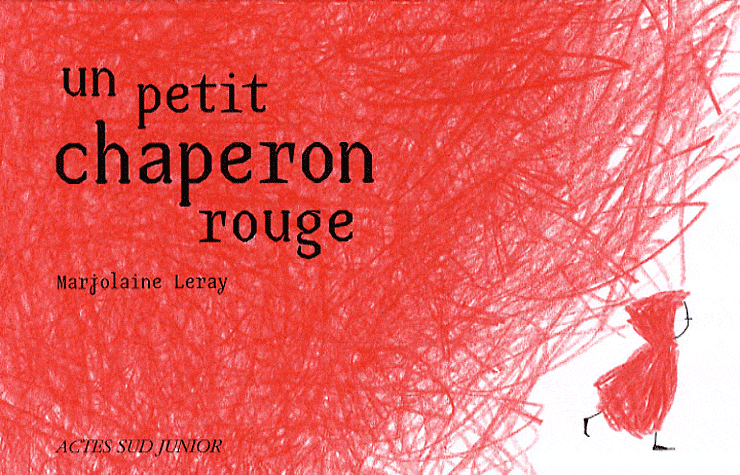 un petit
chaperon
rouge
Marjolaine Leray
ACTES SUD JUNIOR